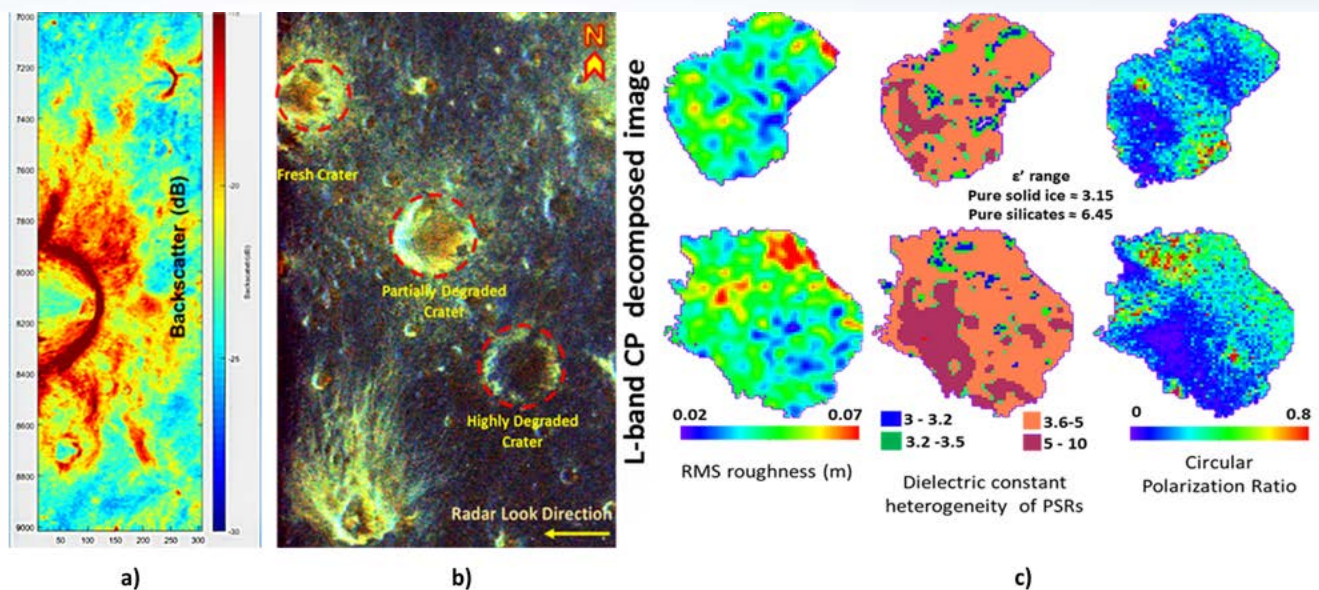 7000
7200
7400
7600
7800
8000
8200
8400
8600
8800
9000
50
100
150
200
250
300
Backscatter (dB)
-20
-25
-30
Backscatter(dB)
a)
N
Fresh Crater
Partially Degraded
Crater
Highly Degraded
Crater
Radar Look Direction
b)
L-band CP decomposed image
ε’ range
Pure solid ice ≈ 3.15
Pure silicates ≈ 6.45
0.02
0.07
RMS roughness (m)
3 - 3.2
3.6-5
3.2 -3.5
5 - 10
Dielectric constant
heterogeneity of PSRs
0
0.8
Circular
Polarization Ratio
c)